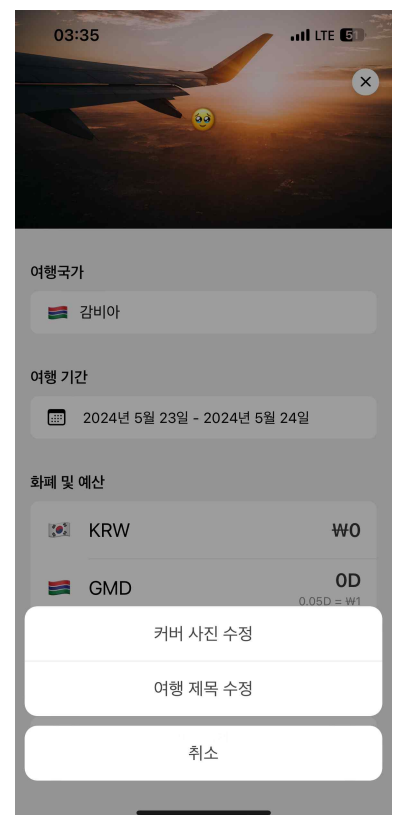 03:35 LTE 51
여행국가
감비아
여행 기간
2024년 5월 23일 - 2024년 5월 24일
화폐 및 예산
KRW ₩0
GMD 0D
0.05D = ₩1
커버 사진 수정
여행 제목 수정
취소